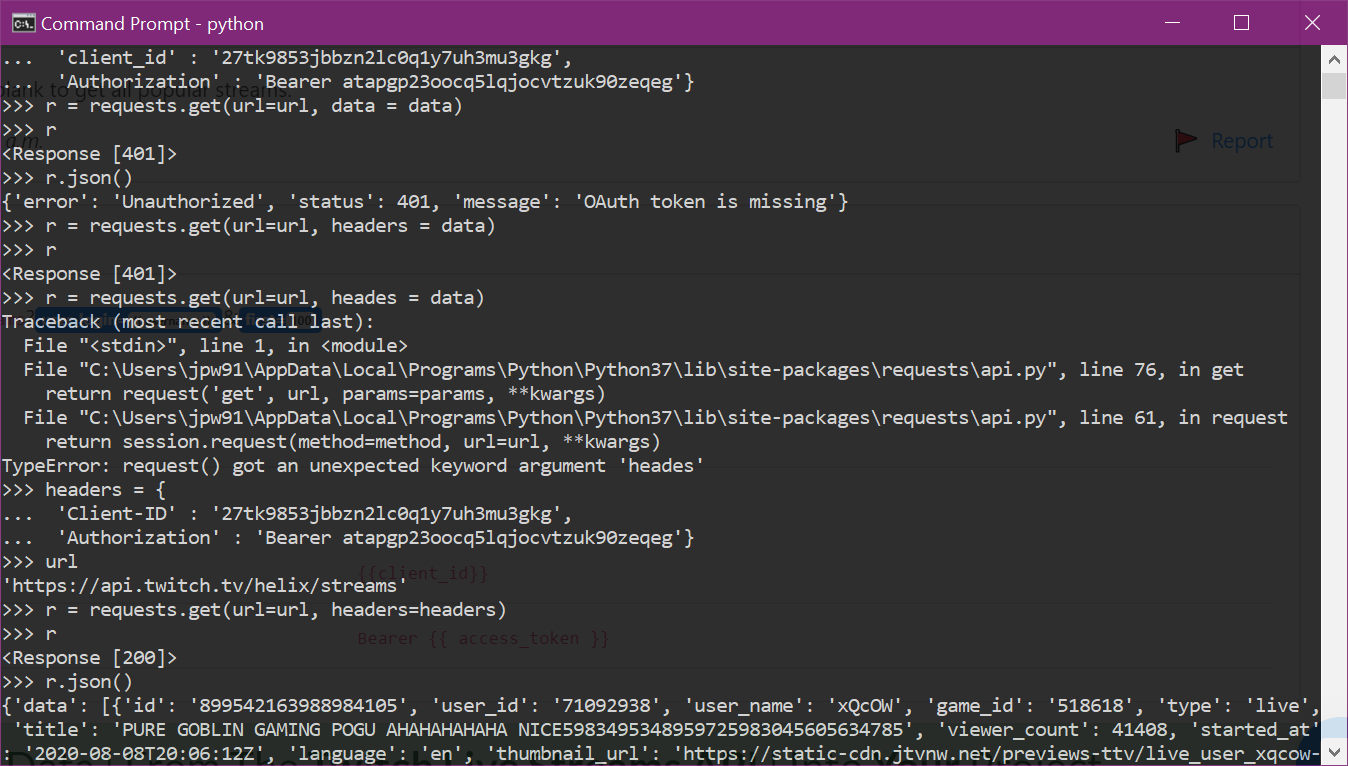 Command Prompt - python
...  'client_id' : '27tk9853jbbzn2lc0q1y7uh3mu3gkg',
...  'Authorization' : 'Bearer atapgp23oocq5lqjocvtzuk90zeqeg'}
blank to get all popular streams.
>>> r = requests.get(url=url, data = data)
>>> r
<Response [401]>
Report
>>> r.json()
{'error': 'Unauthorized', 'status': 401, 'message': 'OAuth token is missing'}
>>> r = requests.get(url=url, headers = data)
>>> r
<Response [401]>
>>> r = requests.get(url=url, heades = data)
Traceback (most recent call last):
  File "<stdin>", line 1, in <module>
  File "C:\Users\jpw91\AppData\Local\Programs\Python\Python37\lib\site-packages\requests\api.py", line 76, in get
    return request('get', url, params=params, **kwargs)
  File "C:\Users\jpw91\AppData\Local\Programs\Python\Python37\lib\site-packages\requests\api.py", line 61, in request
    return session.request(method=method, url=url, **kwargs)
TypeError: request() got an unexpected keyword argument 'heades'
>>> headers = {
...  'Client-ID' : '27tk9853jbbzn2lc0q1y7uh3mu3gkg',
...  'Authorization' : 'Bearer atapgp23oocq5lqjocvtzuk90zeqeg'}
>>> url
{{client_id}}
'https://api.twitch.tv/helix/streams'
>>> r = requests.get(url=url, headers=headers)
>>> r
Bearer {{ access_token }}
<Response [200]>
>>> r.json()
{'data': [{'id': '899542163988984105', 'user_id': '71092938', 'user_name': 'xQcOW', 'game_id': '518618', 'type': 'live',
 'title': 'PURE GOBLIN GAMING POGU AHAHAHAHAHA NICE5983495348959725983045605634785', 'viewer_count': 41408, 'started_at'
: '2020-08-08T20:06:12Z', 'language': 'en', 'thumbnail_url': 'https://static-cdn.jtvnw.net/previews-ttv/live_user_xqcow-